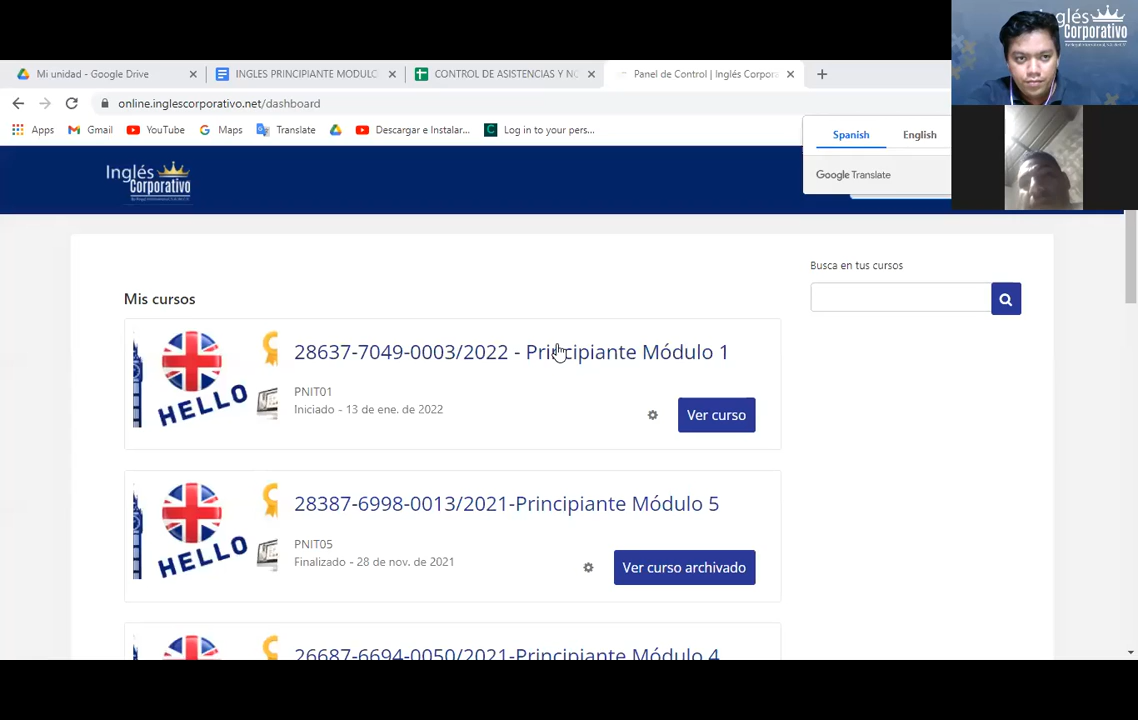 Mi unidad - Google Drive
INGLES PRINCIPIANTE MODULO
CONTROL DE ASISTENCIAS Y NO
Panel de Control | Inglés Corpora
online.inglescorporativo.net/dashboard
Apps
Gmail
YouTube
Maps
Translate
Descargar e Instalar...
Log in to your pers...
Spanish
English
Google Translate
Inglés
Corporativo
Inglés
Corporativo
Busca en tus cursos
Mis cursos
HELLO
28637-7049-0003/2022 - Principiante Módulo 1
PNIT01
Iniciado - 13 de ene. de 2022
Ver curso
HELLO
28387-6998-0013/2021-Principiante Módulo 5
PNIT05
Finalizado - 28 de nov. de 2021
Ver curso archivado
26687-6694-0050/2021-Principiante Módulo 4